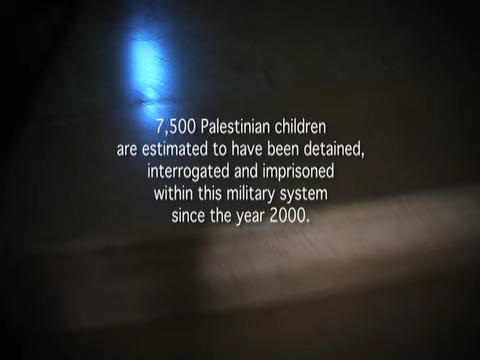 7,500 Palestinian children
are estimated to have been detained,
interrogated and imprisoned
within this military system
since the year 2000.